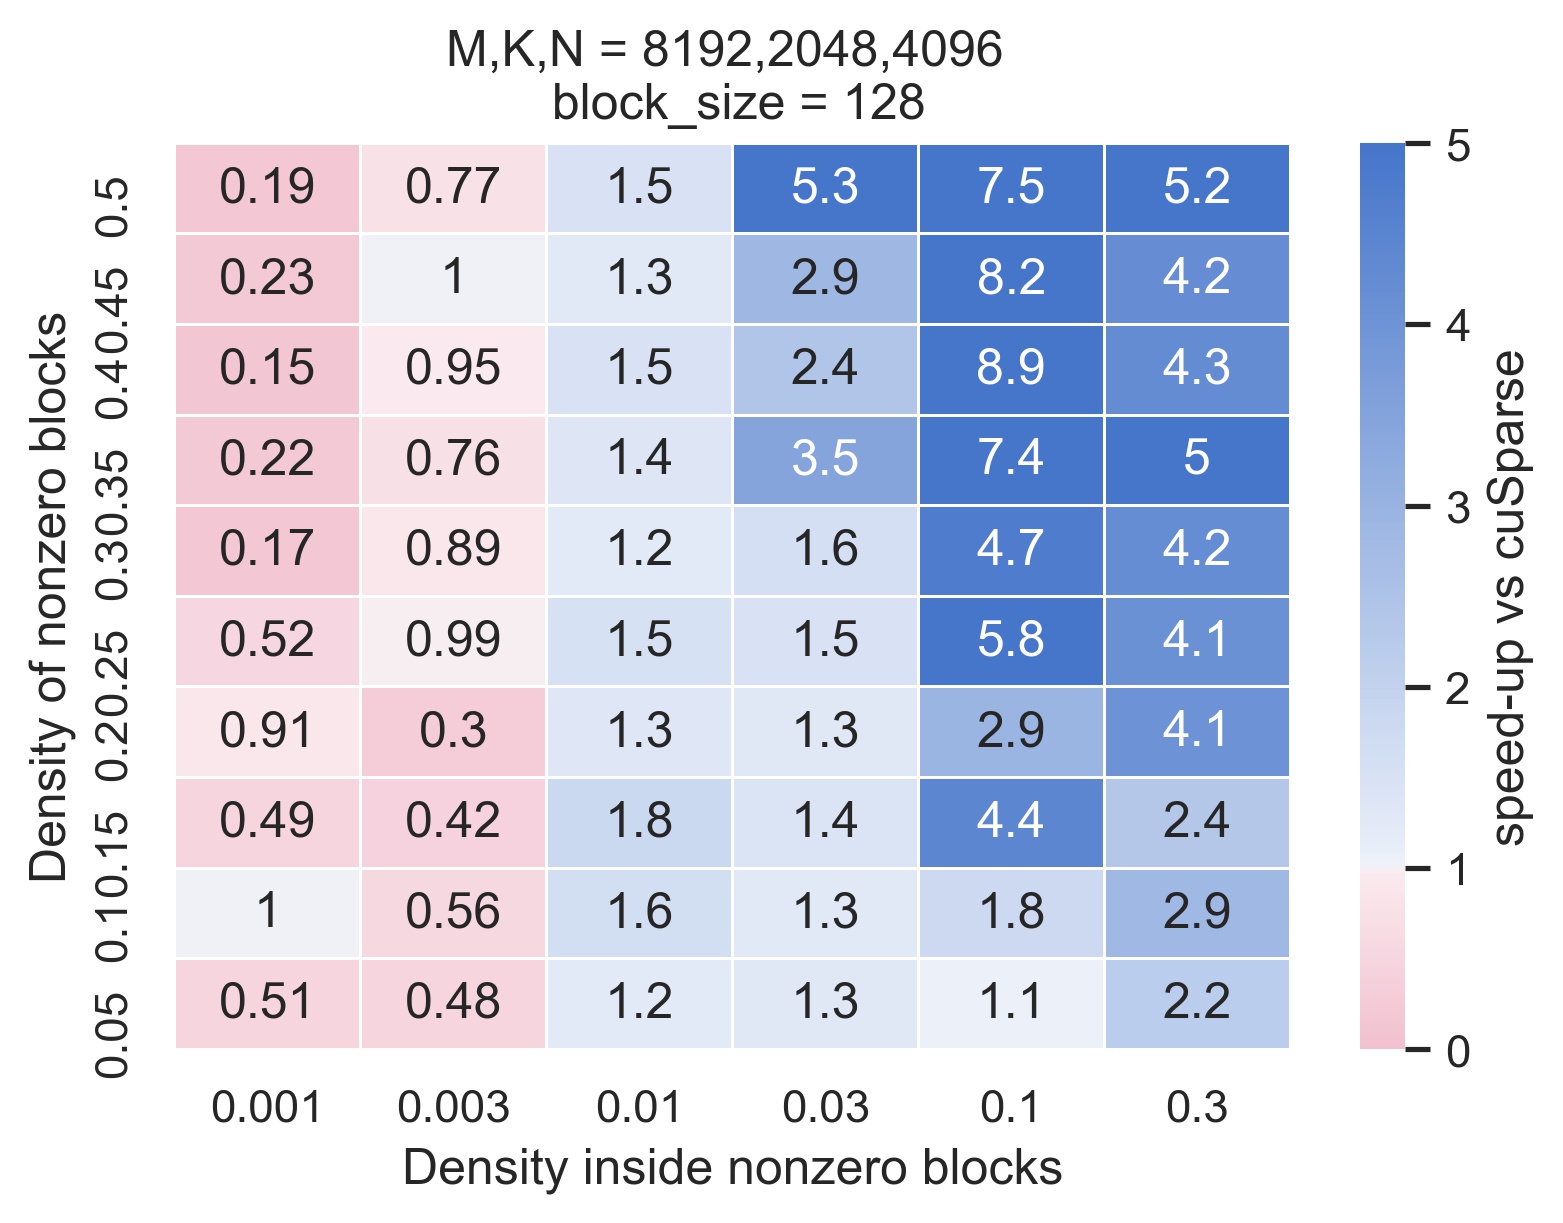 M,K,N = 8192,2048,4096
block_size = 128
Density of nonzero blocks
0.5 0.19 0.77 1.5 5.3 7.5 5.2
0.45 0.23 1 1.3 2.9 8.2 4.2
0.4 0.15 0.95 1.5 2.4 8.9 4.3
0.35 0.22 0.76 1.4 3.5 7.4 5
0.3 0.17 0.89 1.2 1.6 4.7 4.2
0.25 0.52 0.99 1.5 1.5 5.8 4.1
0.2 0.91 0.3 1.3 1.3 2.9 4.1
0.15 0.49 0.42 1.8 1.4 4.4 2.4
0.1 1 0.56 1.6 1.3 1.8 2.9
0.05 0.51 0.48 1.2 1.3 1.1 2.2
0.001 0.003 0.01 0.03 0.1 0.3
Density inside nonzero blocks
5
4
3
2
1
0
speed-up vs cuSparse